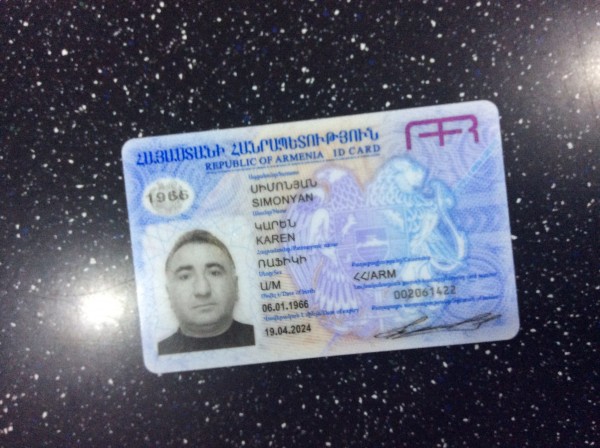 ՀԱՅԱՍՏԱՆԻ ՀԱՆՐԱՊԵՏՈՒԹՅՈՒՆ
REPUBLIC OF ARMENIA ID CARD
1966
ՍԻՄՈՆՅԱՆ
SIMONYAN
ԿԱՐԵՆ
KAREN
ՌԱՖԻԿԻ
Ա/M
ՀՀ/ARM
06.01.1966
002061422
19.04.2024